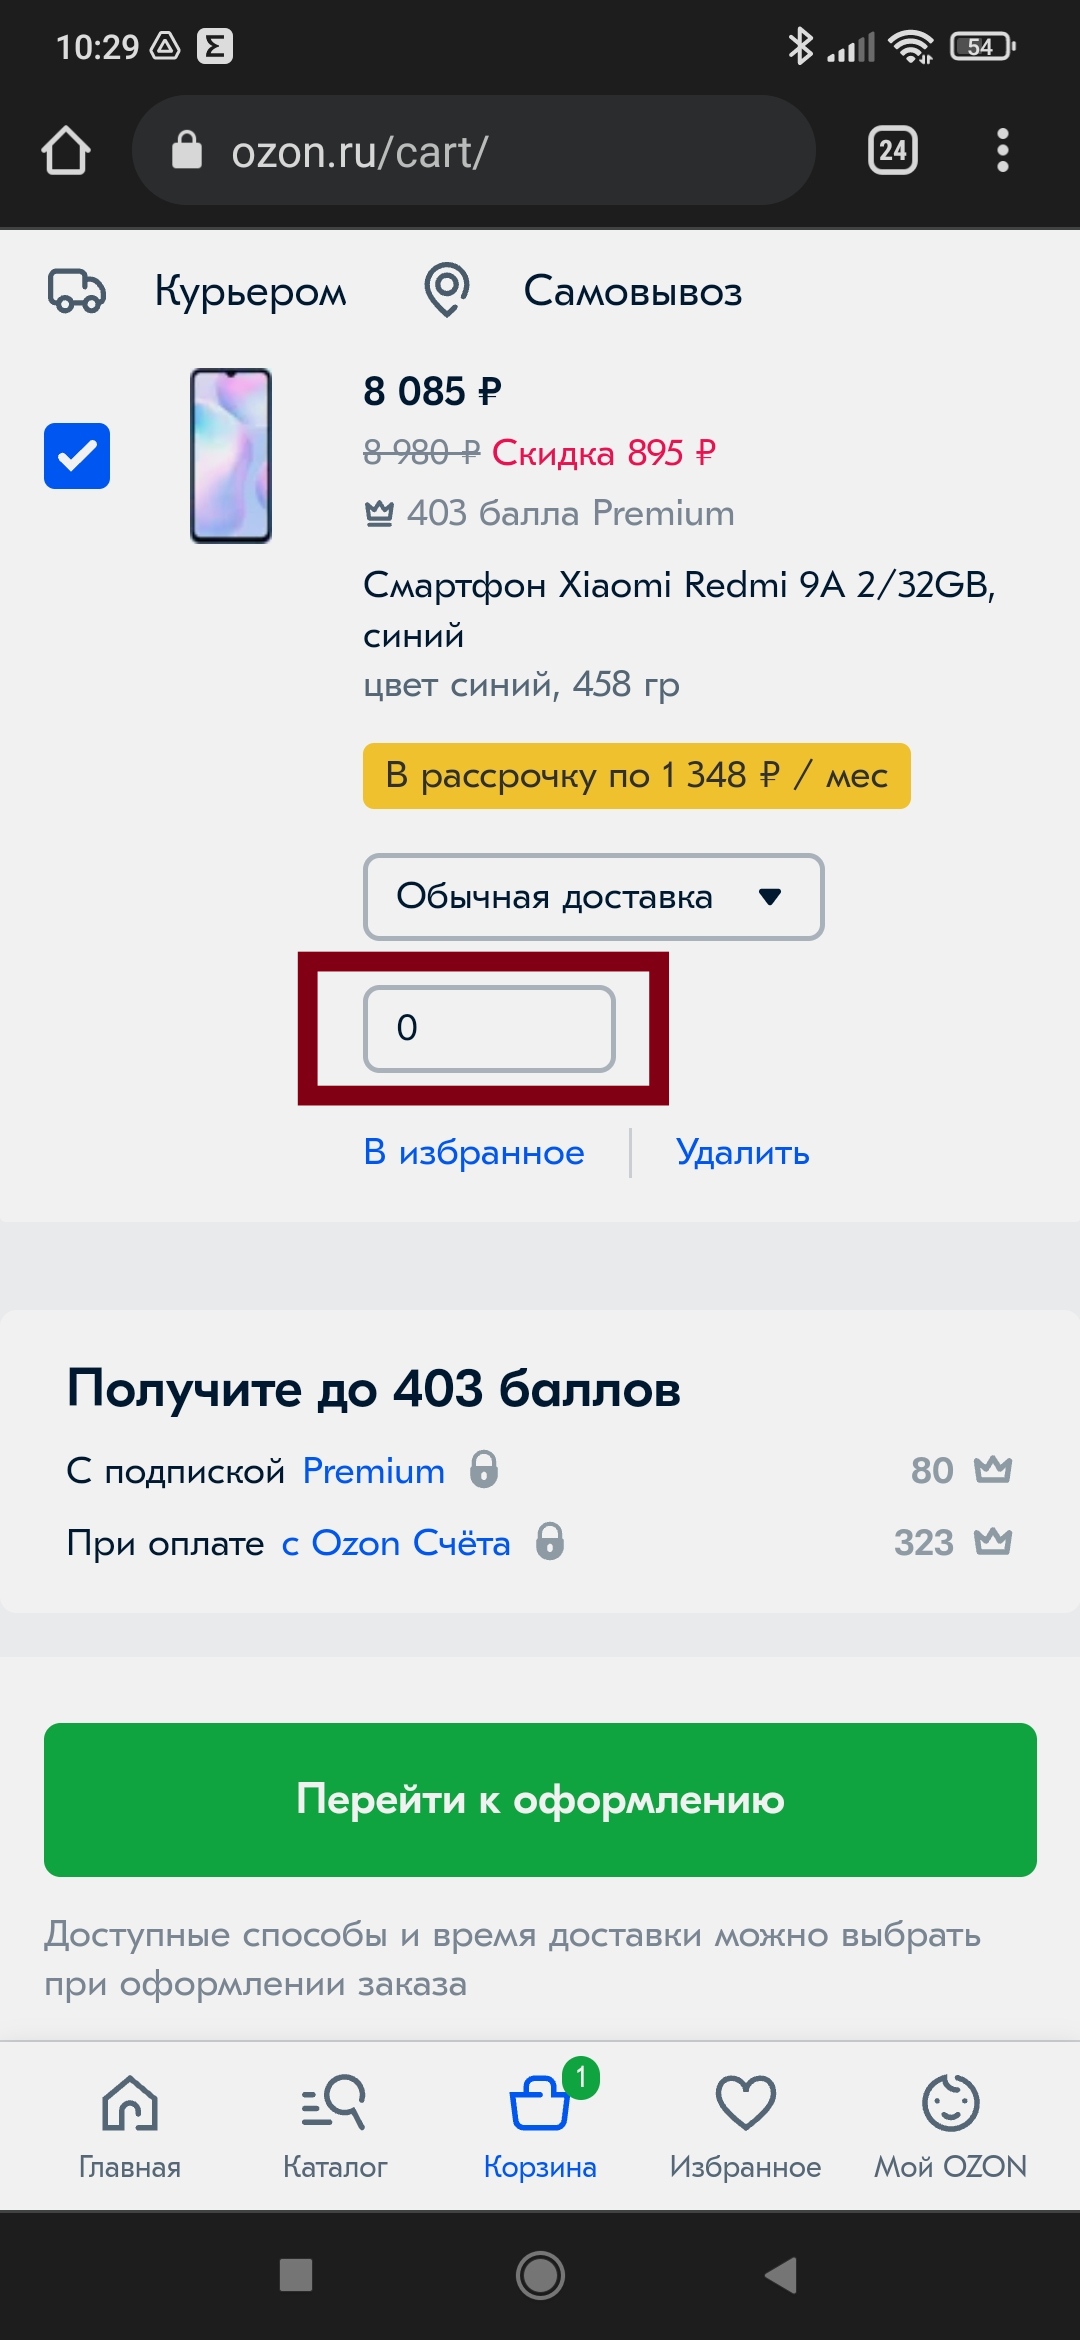 10:29
54
ozon.ru/cart/
24
Курьером Самовывоз
8 085 ₽
8 980 ₽ Скидка 895 ₽
403 балла Premium
Смартфон Xiaomi Redmi 9A 2/32GB,
синий
цвет синий, 458 гр
В рассрочку по 1 348 ₽ / мес
Обычная доставка
0
В избранное Удалить
Получите до 403 баллов
С подпиской Premium 80
При оплате с Ozon Счёта 323
Перейти к оформлению
Доступные способы и время доставки можно выбрать
при оформлении заказа
1
Главная Каталог Корзина Избранное Мой OZON